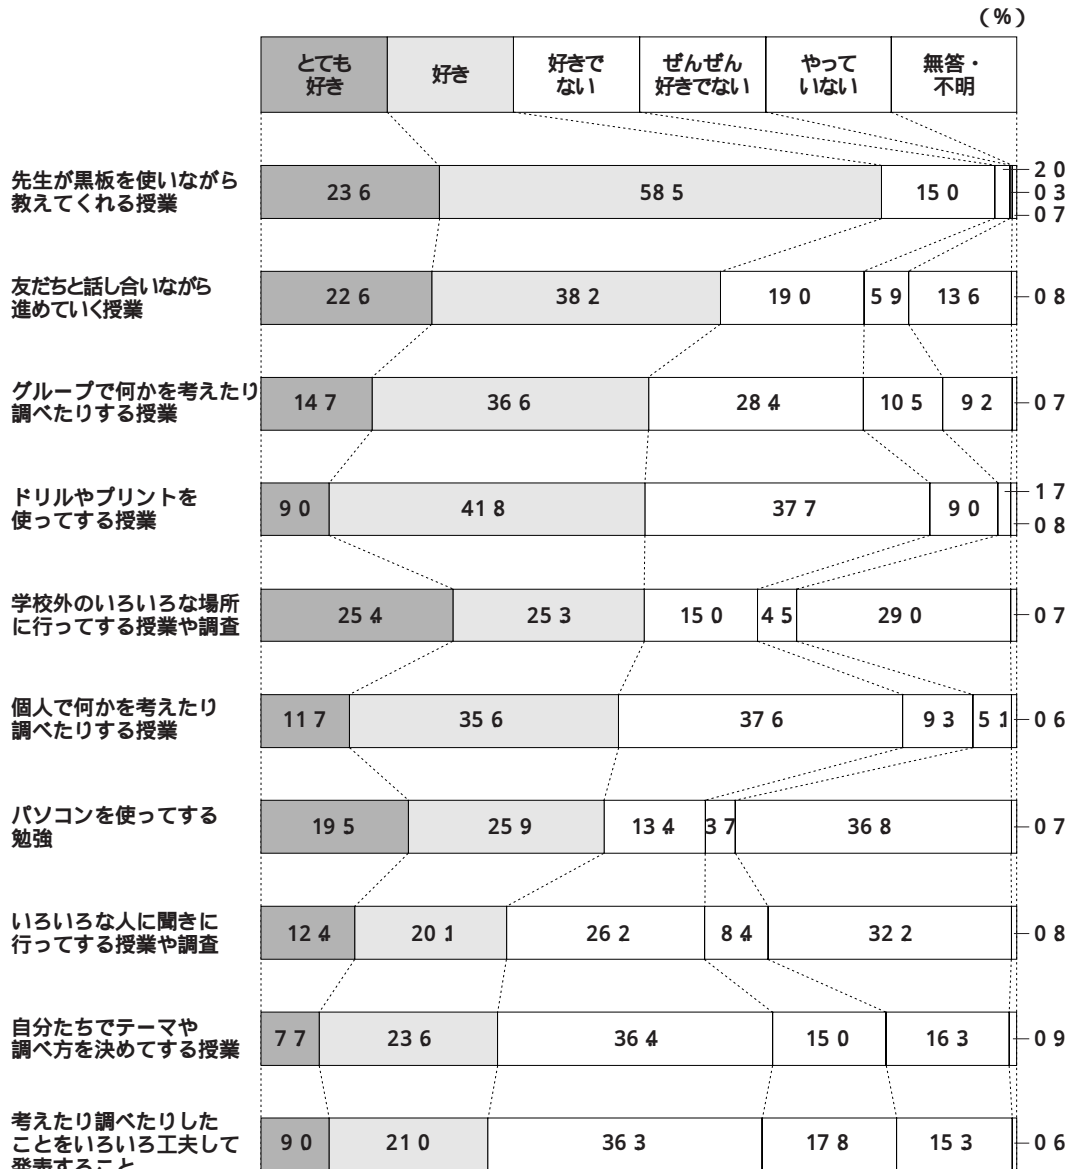 (%)
とても
好き
好き
好きで
ない
ぜんぜん
好きでない
やって
いない
無答・
不明
先生が黒板を使いながら
教えてくれる授業
23 6
58 5
15 0
2 0
0 3
0 7
友だちと話し合いながら
進めていく授業
22 6
38 2
19 0
5 9
13 6
0 8
グループで何かを考えたり
調べたりする授業
14 7
36 6
28 4
10 5
9 2
0 7
ドリルやプリントを
使ってする授業
9 0
41 8
37 7
9 0
1 7
0 8
学校外のいろいろな場所
に行ってする授業や調査
25 4
25 3
15 0
4 5
29 0
0 7
個人で何かを考えたり
調べたりする授業
11 7
35 6
37 6
9 3
5 1
0 6
パソコンを使ってする
勉強
19 5
25 9
13 4
3 7
36 8
0 7
いろいろな人に聞きに
行ってする授業や調査
12 4
20 1
26 2
8 4
32 2
0 8
自分たちでテーマや
調べ方を決めてする授業
7 7
23 6
36 4
15 0
16 3
0 9
考えたり調べたりした
ことをいろいろ工夫して
発表すること
9 0
21 0
36 3
17 8
15 3
0 6